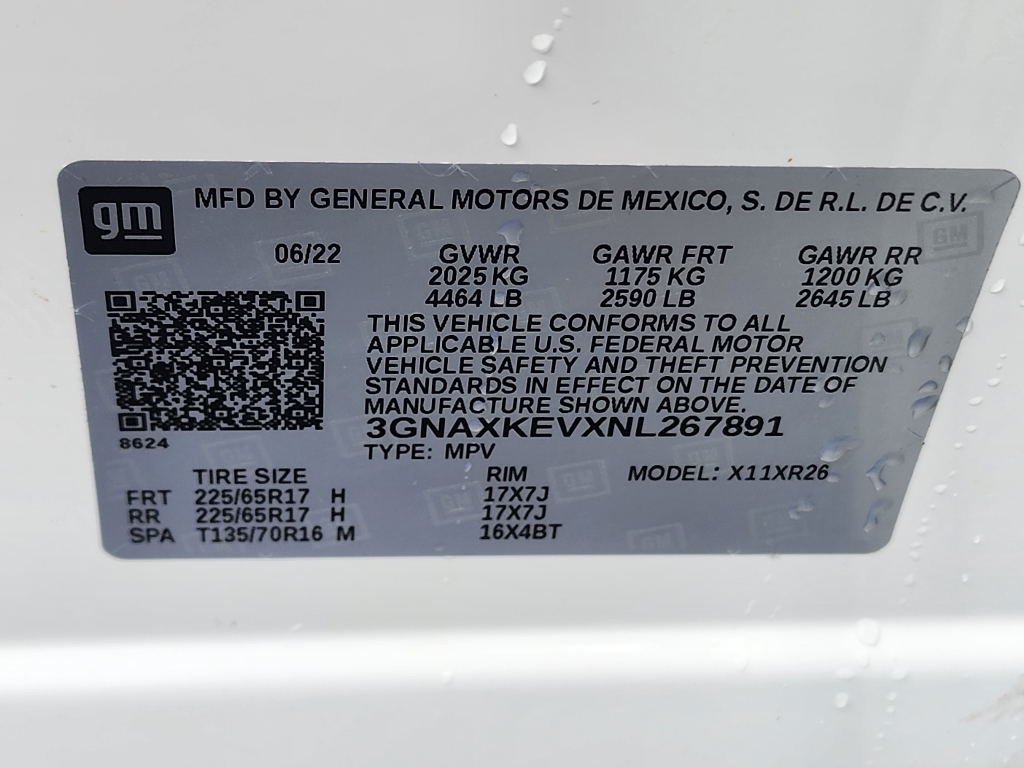 gm MFD BY GENERAL MOTORS DE MEXICO, S. DE R.L. DE C.V.
06/22 GVWR GAWR FRT GAWR RR
2025 KG 1175 KG 1200 KG
4464 LB 2590 LB 2645 LB
THIS VEHICLE CONFORMS TO ALL
APPLICABLE U.S. FEDERAL MOTOR
VEHICLE SAFETY AND THEFT PREVENTION
STANDARDS IN EFFECT ON THE DATE OF
MANUFACTURE SHOWN ABOVE.
3GNAXKEVXNL267891
8624
TYPE: MPV
TIRE SIZE RIM MODEL: X11XR26
FRT 225/65R17 H 17X7J
RR 225/65R17 H 17X7J
SPA T135/70R16 M 16X4BT